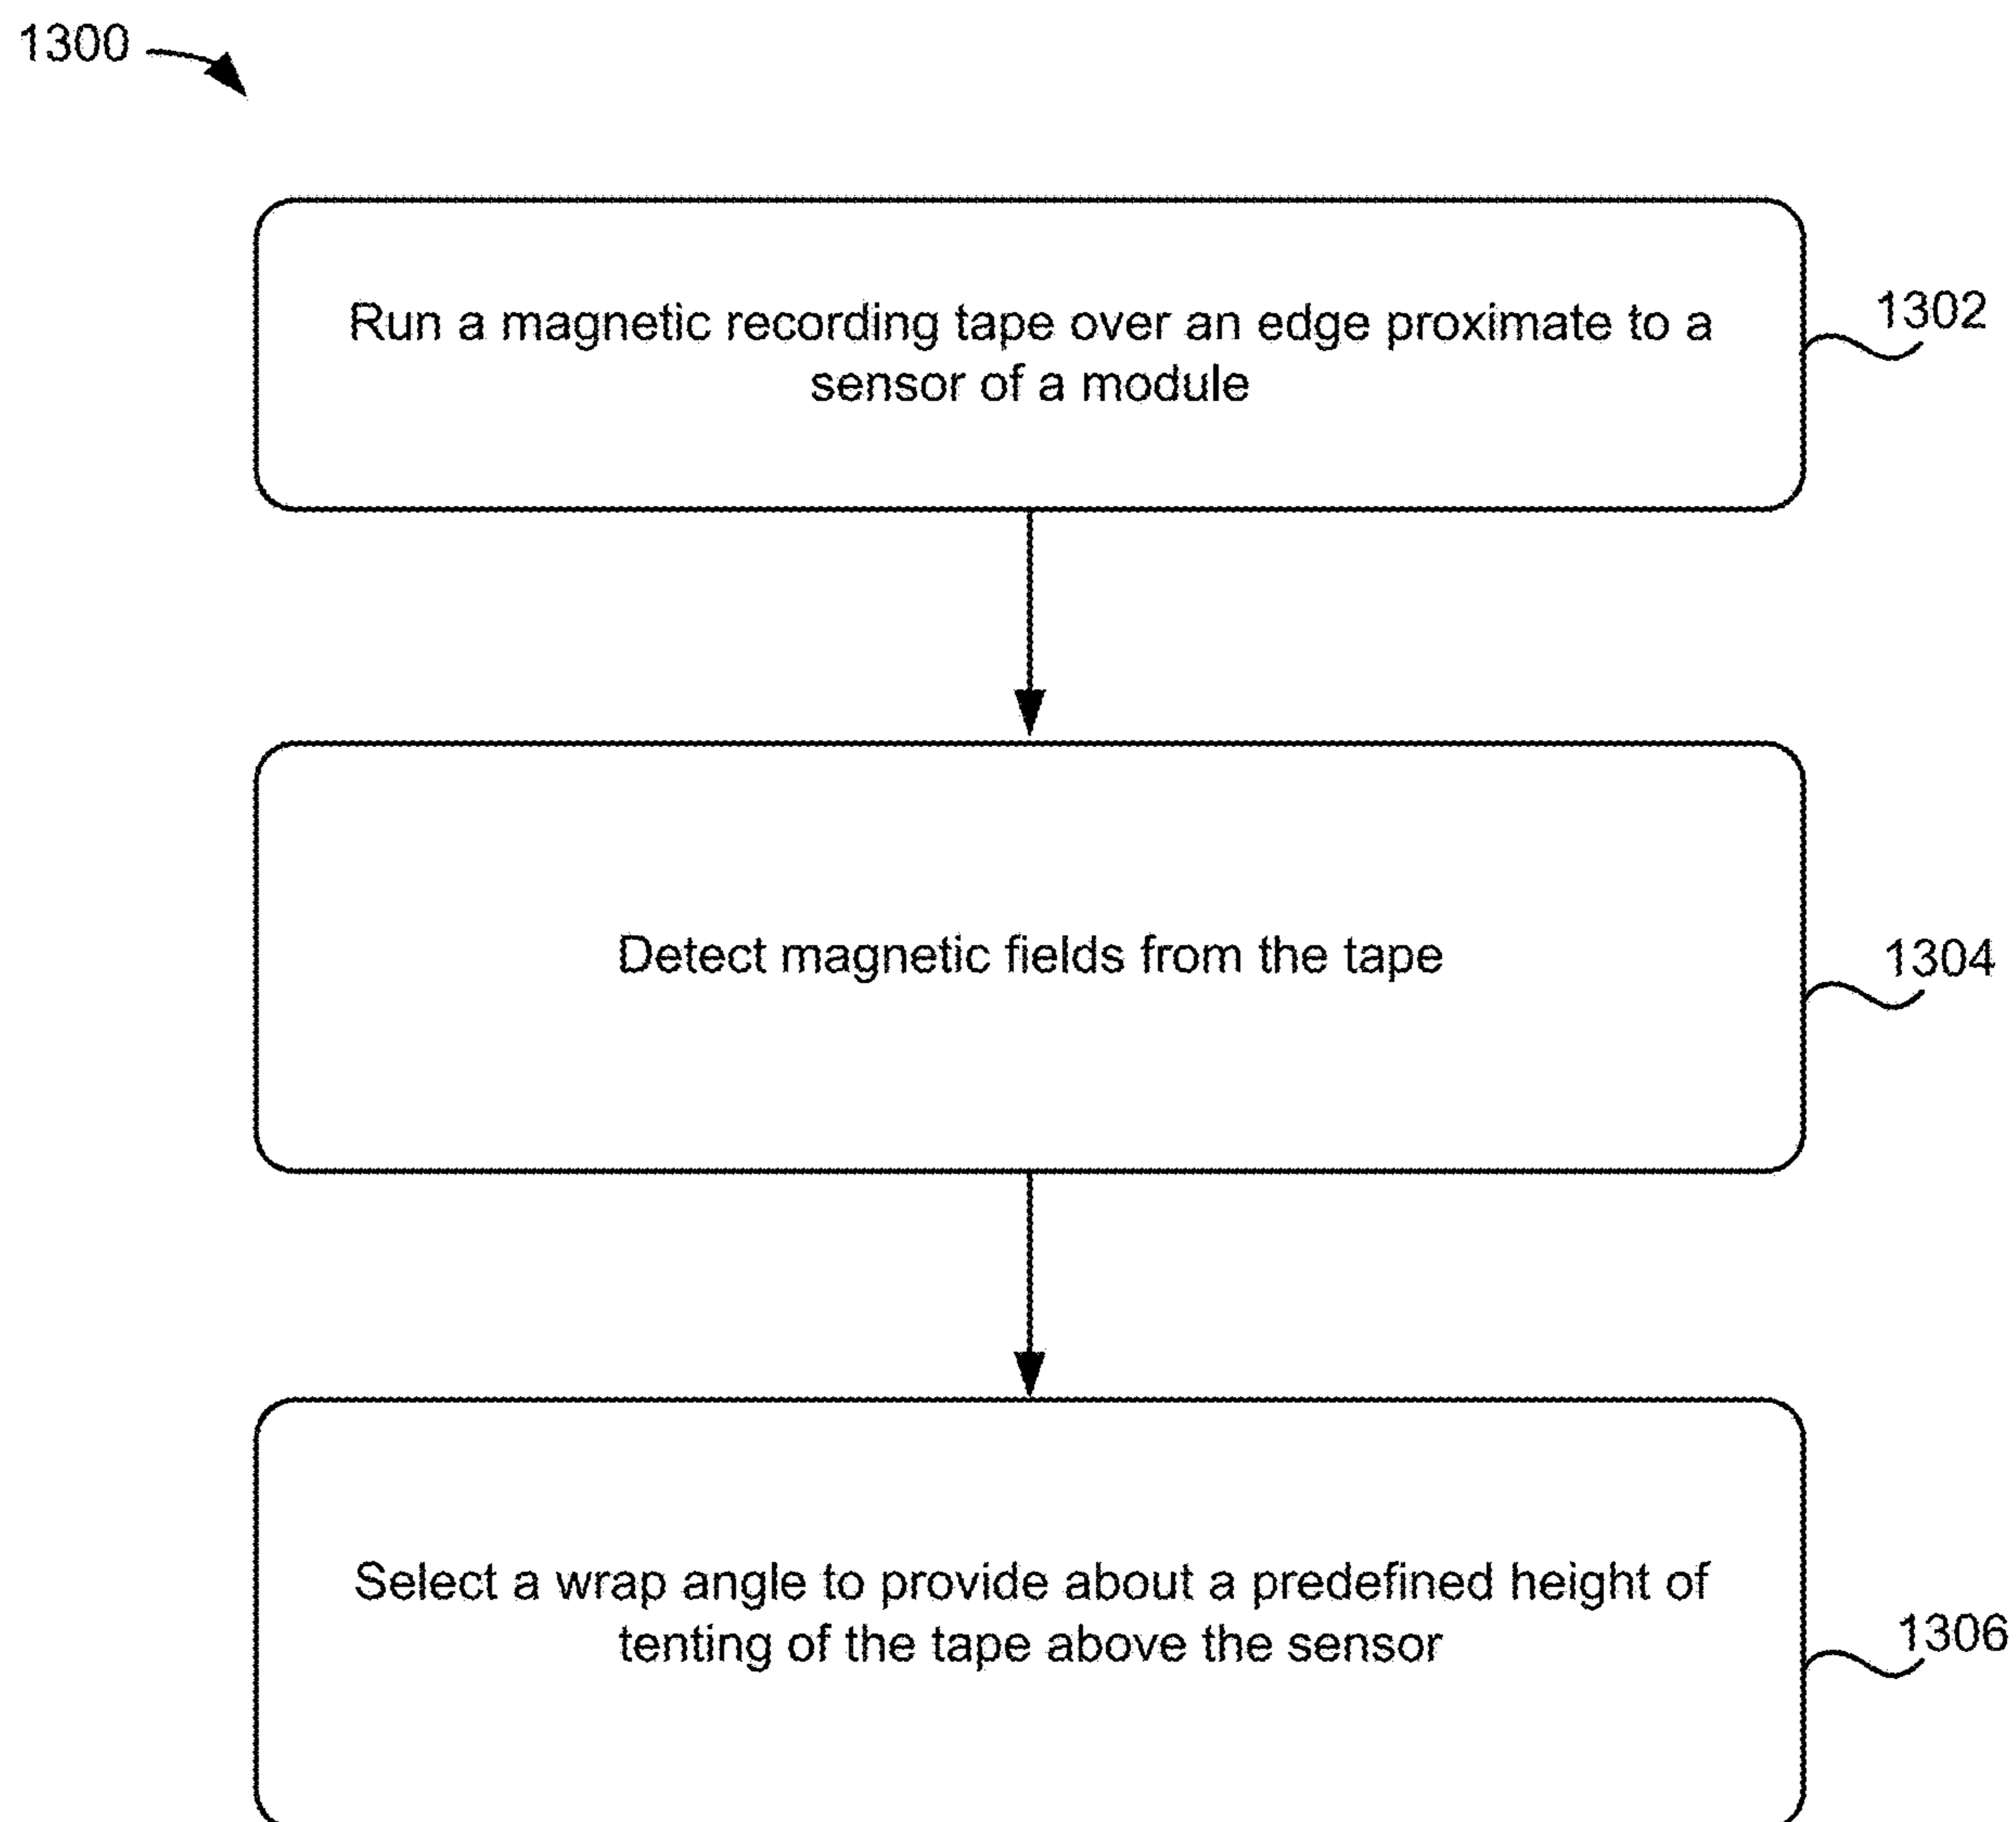 1300
Run a magnetic recording tape over an edge proximate to a
sensor of a module
1302
Detect magnetic fields from the tape
1304
Select a wrap angle to provide about a predefined height of
tenting of the tape above the sensor
1306